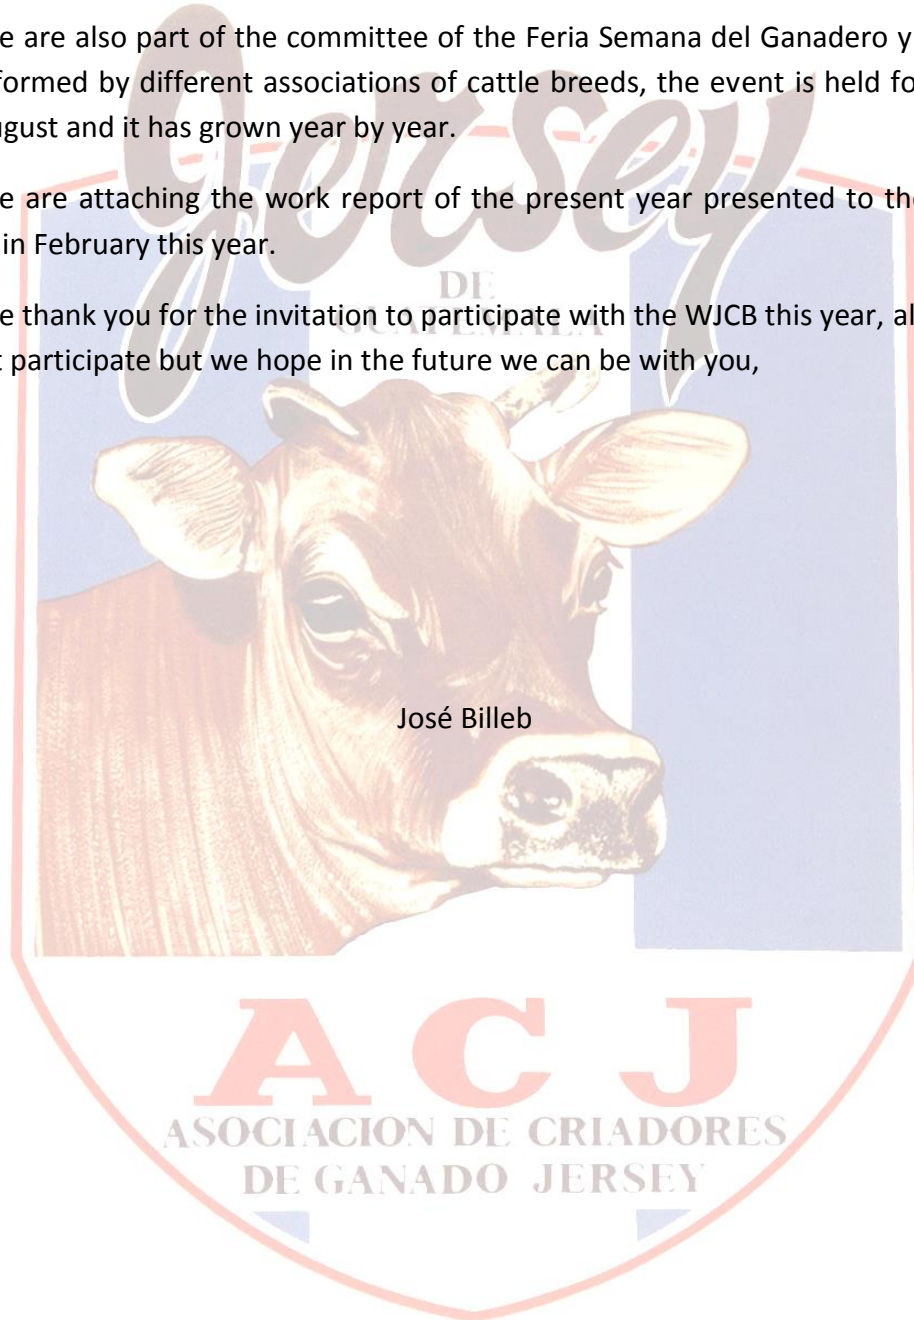 e are also part of the committee of the Feria Semana del Ganadero y
formed by different associations of cattle breeds, the event is held fo
ugust and it has grown year by year.
Jersey
e are attaching the work report of the present year presented to the
in February this year.
DE
GUATEMALA
e thank you for the invitation to participate with the WJCB this year, al
t participate but we hope in the future we can be with you,
José Billeb
ACJ
ASOCIACION DE CRIADORES
DE GANADO JERSEY